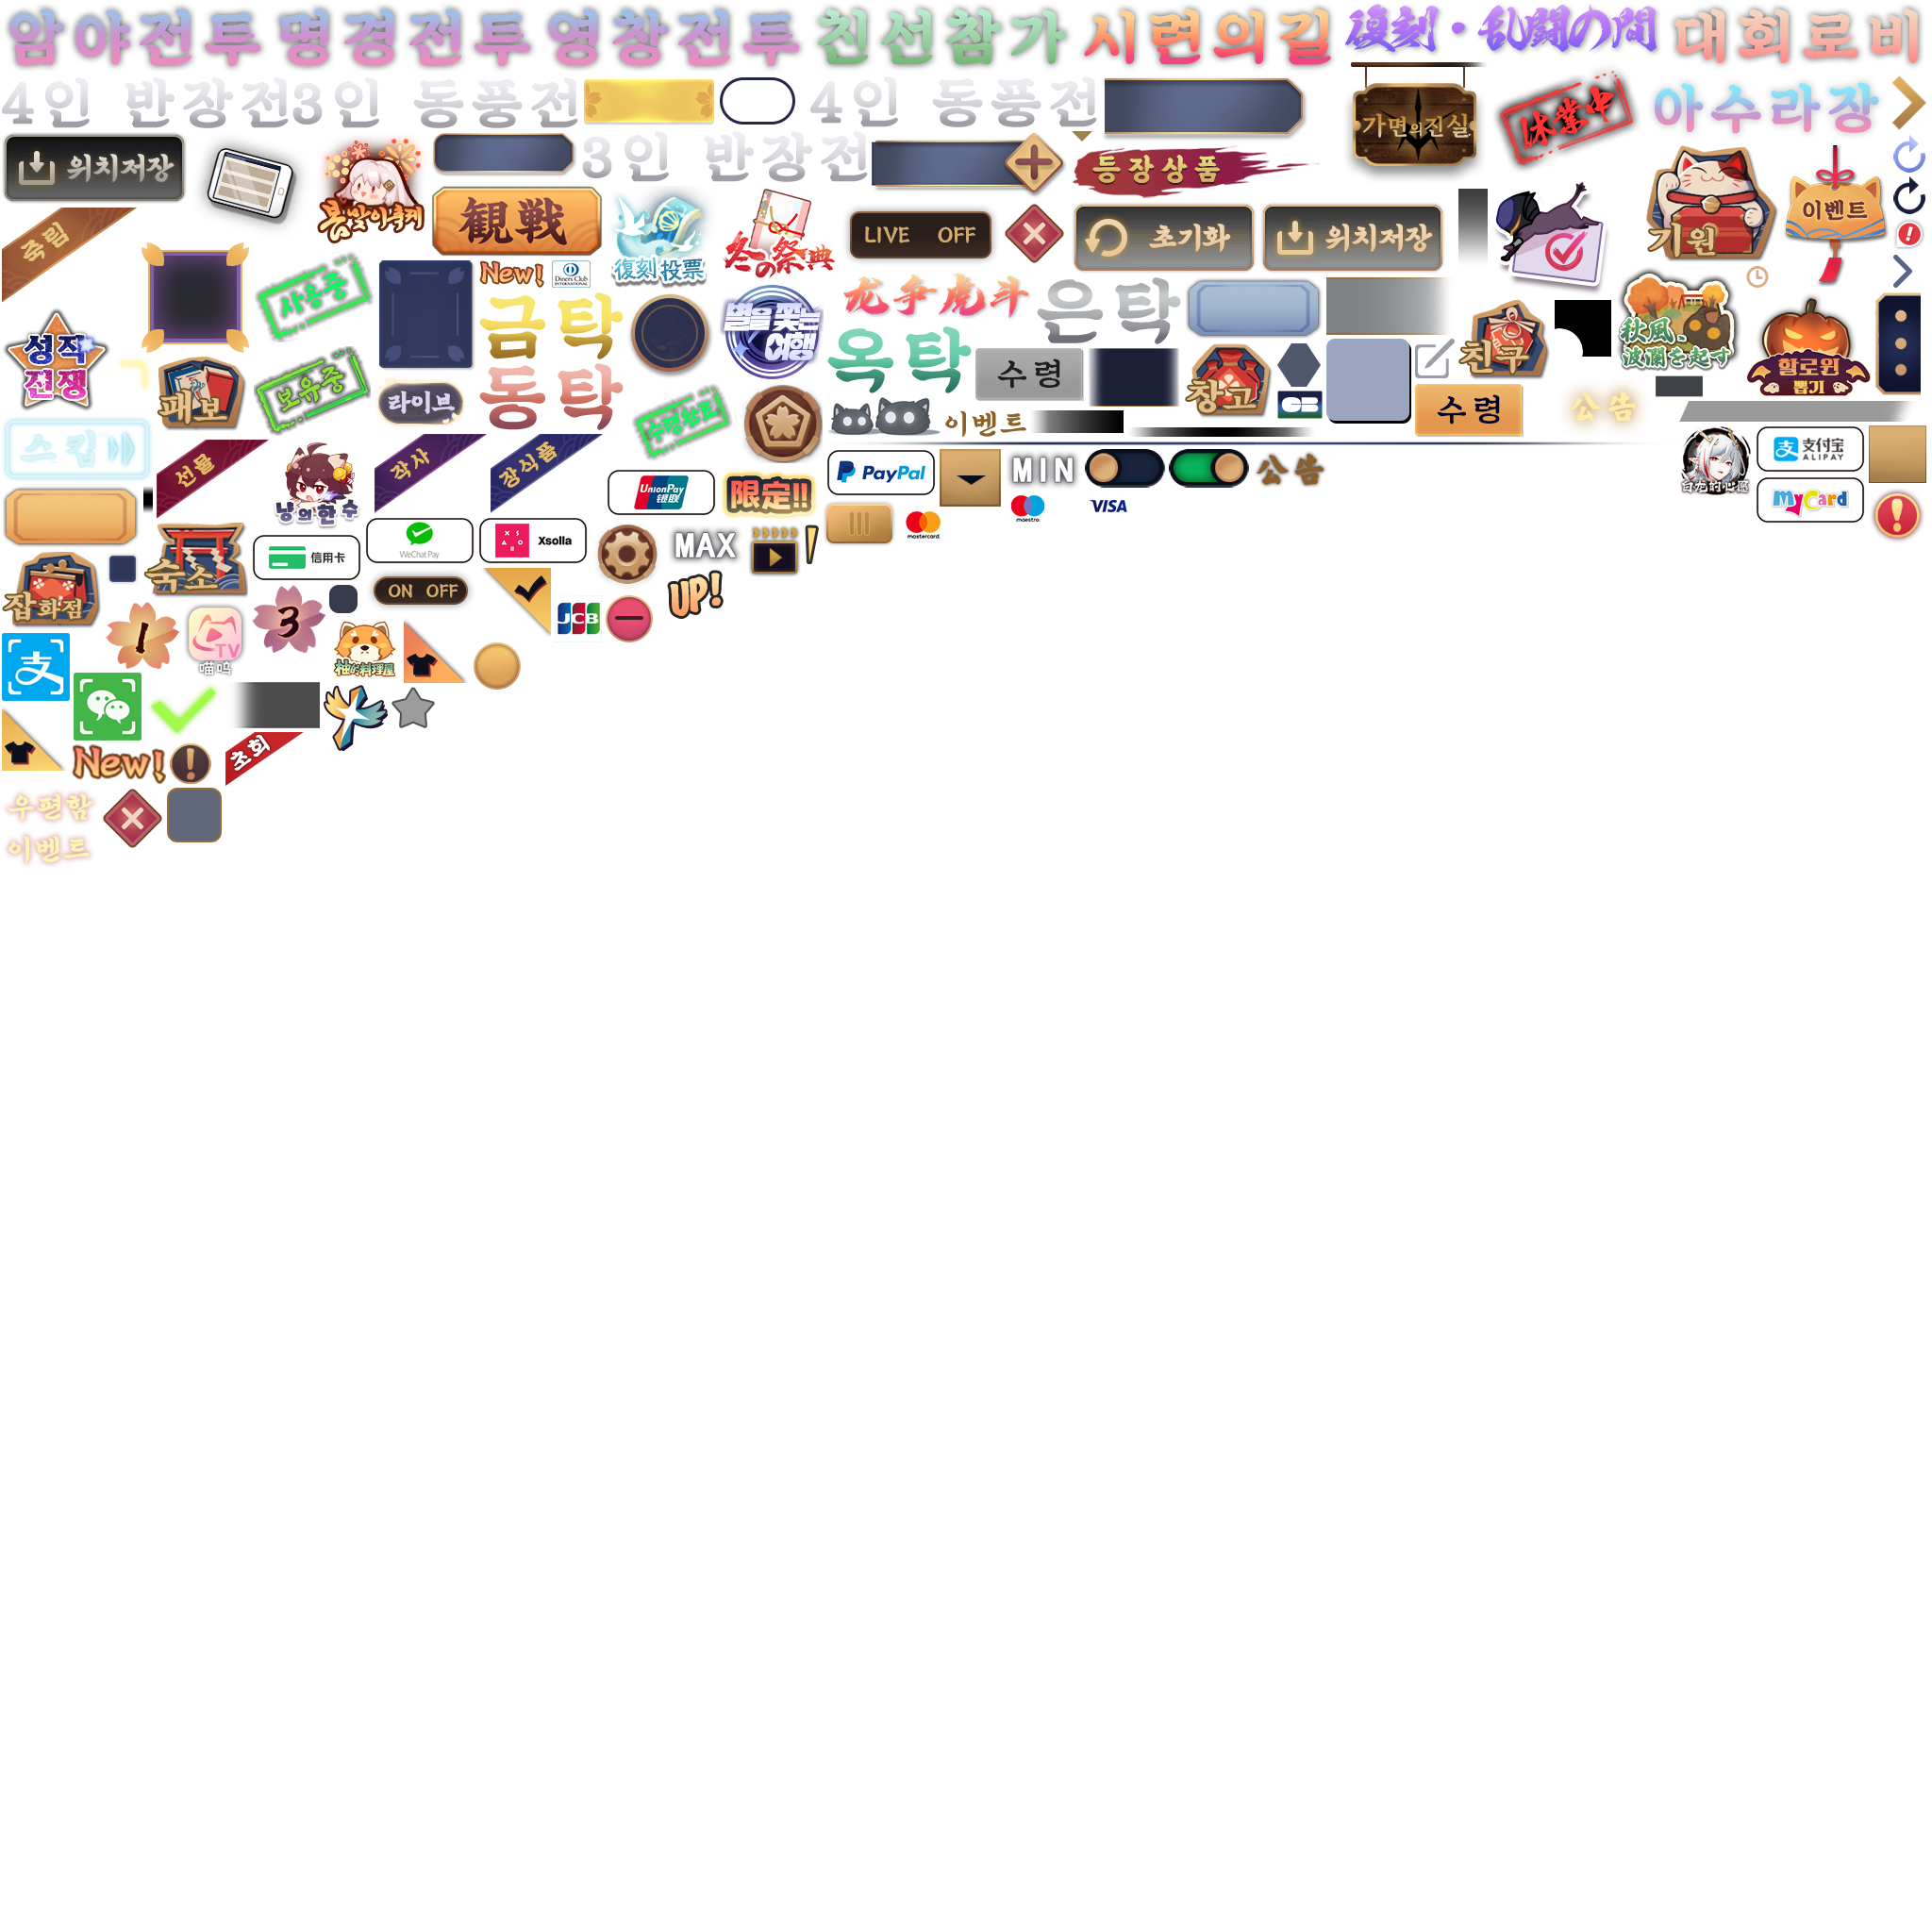 암야전투
명경전투
영창전투
친선참가
시련의길
復刻・乱闘の間
대회로비
4인 반장전
3인 동풍전
4인 동풍전
가면의진실
休業中
아수라장
위치저장
봄맞이축제
3인 반장전
등장상품
죽림
観戦
復刻投票
冬の祭典
LIVE OFF
초기화
위치저장
기원
이벤트
사용중
New!
Diners Club
INTERNATIONAL
금탁
별을 쫓는
여행
龙争虎斗
은탁
성작
전쟁
패보
보유중
라이브
동탁
옥탁
수령
창고
친구
수령
秋風、
波瀾を起す
할로윈
뽑기
스킵
선물
냥의한수
작사
장식품
수령완료
이벤트
公告
UnionPay
银联
限定!!
PayPal
MIN
公告
支付宝
ALIPAY
잡화점
숙소
信用卡
WeChat Pay
Xsolla
MAX
mastercard
maestro
VISA
MyCard
ON OFF
UP!
1
TV
喵呜
3
柚の料理屋
JCB
支
New!
초회
우편함
이벤트